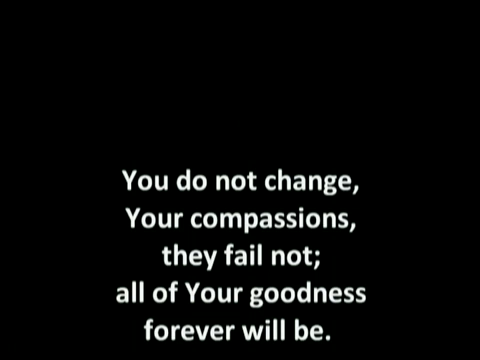 You do not change,
Your compassions,
they fail not;
all of Your goodness
forever will be.